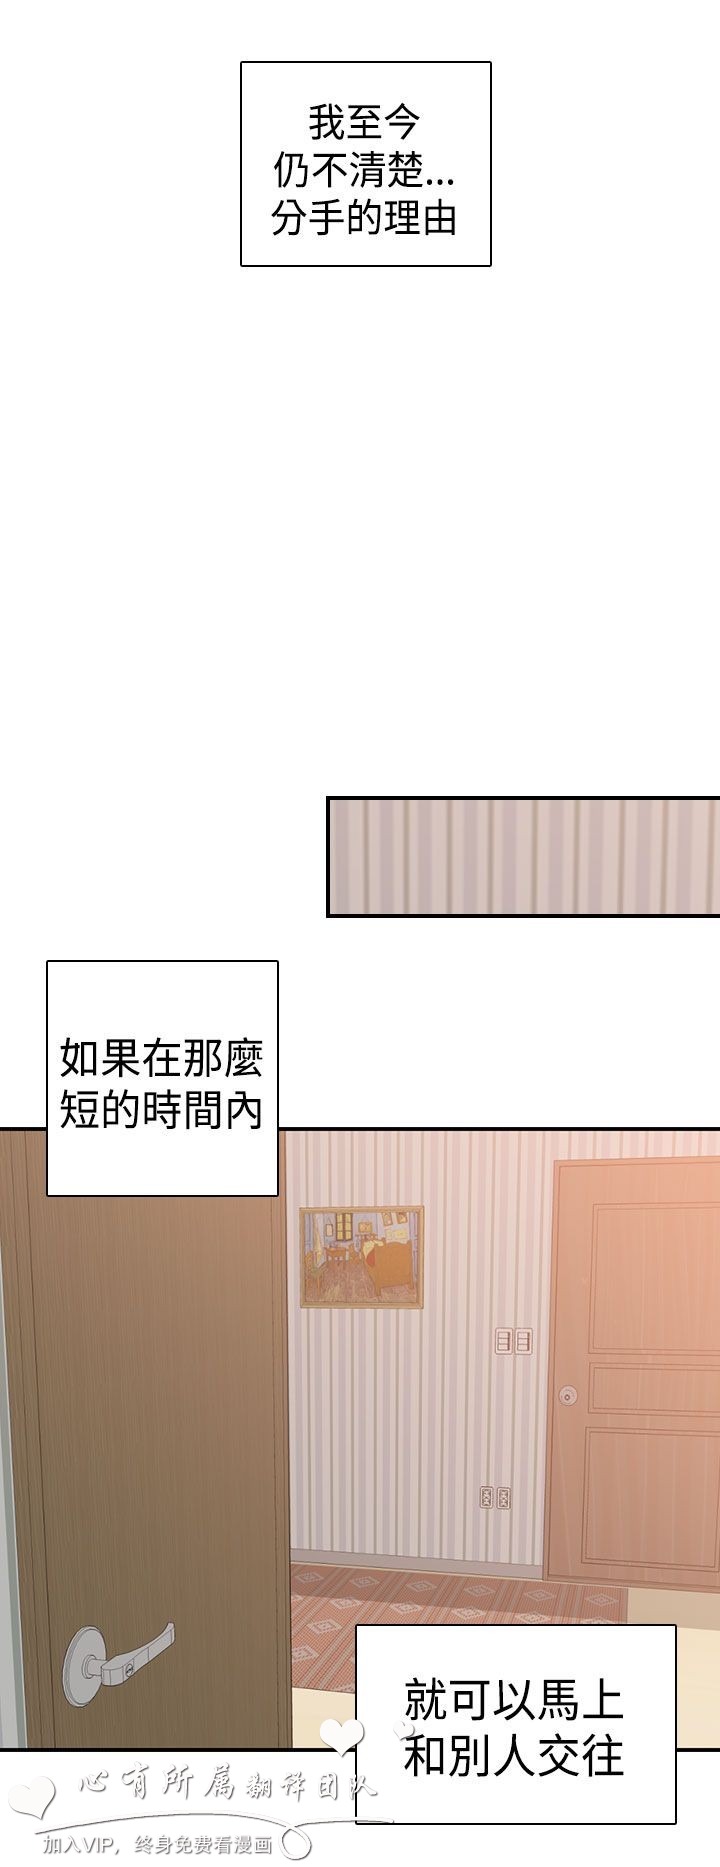 我至今
仍不清楚…
分手的理由
如果在那麼
短的時間內
就可以馬上
和別人交往
心有所属翻译团队
加入VIP，终身免费看漫画